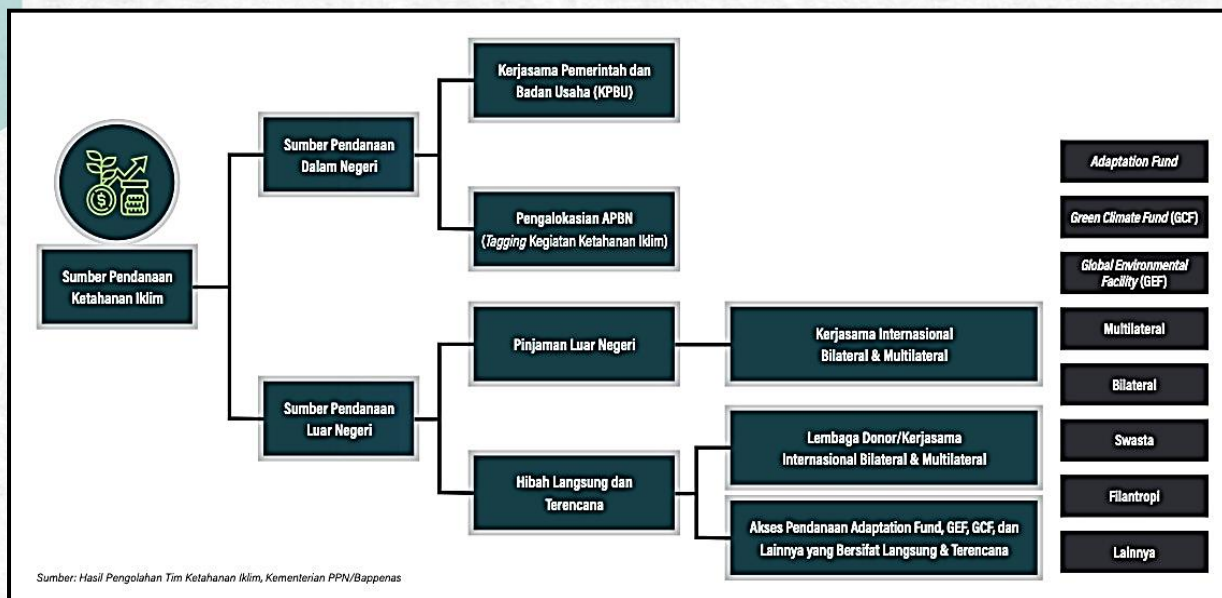 Kerjasama Pemerintah dan
Badan Usaha (KPBU)
Sumber Pendanaan
Dalam Negeri
Pengalokasian APBN
(Tagging Kegiatan Ketahanan Iklim)
Sumber Pendanaan
Ketahanan Iklim
Pinjaman Luar Negeri
Kerjasama Internasional
Bilateral & Multilateral
Sumber Pendanaan
Luar Negeri
Lembaga Donor/Kerjasama
Internasional Bilateral & Multilateral
Hibah Langsung dan
Terencana
Akses Pendanaan Adaptation Fund, GEF, GCF, dan
Lainnya yang Bersifat Langsung & Terencana
Adaptation Fund
Green Climate Fund (GCF)
Global Environmental
Facility (GEF)
Multilateral
Bilateral
Swasta
Filantropi
Lainnya
Sumber: Hasil Pengolahan Tim Ketahanan Iklim, Kementerian PPN/Bappenas